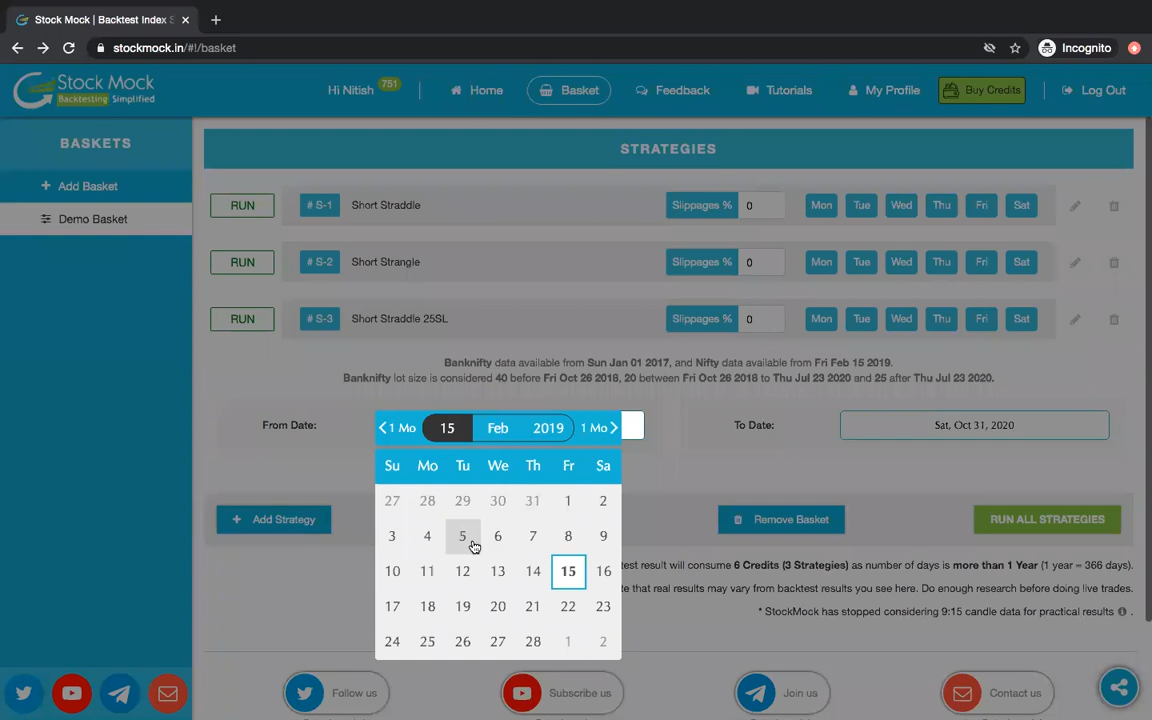 Stock Mock | Backtest Index S
stockmock.in/#!/basket
Incognito
Stock Mock
Backtesting Simplified
Hi Nitish 751
Home
Basket
Feedback
Tutorials
My Profile
Buy Credits
Log Out
BASKETS
Add Basket
Demo Basket
STRATEGIES
RUN # S-1 Short Straddle Slippages % 0 Mon Tue Wed Thu Fri Sat
RUN # S-2 Short Strangle Slippages % 0 Mon Tue Wed Thu Fri Sat
RUN # S-3 Short Straddle 25SL Slippages % 0 Mon Tue Wed Thu Fri Sat
Banknifty data available from Sun Jan 01 2017, and Nifty data available from Fri Feb 15 2019.
Banknifty lot size is considered 40 before Fri Oct 26 2018, 20 between Fri Oct 26 2018 to Thu Jul 23 2020 and 25 after Thu Jul 23 2020.
From Date:
To Date: Sat, Oct 31, 2020
1 Mo 15 Feb 2019 1 Mo
Su Mo Tu We Th Fr Sa
27 28 29 30 31 1 2
3 4 5 6 7 8 9
10 11 12 13 14 15 16
17 18 19 20 21 22 23
24 25 26 27 28 1 2
Add Strategy
Remove Basket
RUN ALL STRATEGIES
test result will consume 6 Credits (3 Strategies) as number of days is more than 1 Year (1 year = 366 days).
te that real results may vary from backtest results you see here. Do enough research before doing live trades.
* StockMock has stopped considering 9:15 candle data for practical results .
Follow us
Subscribe us
Join us
Contact us